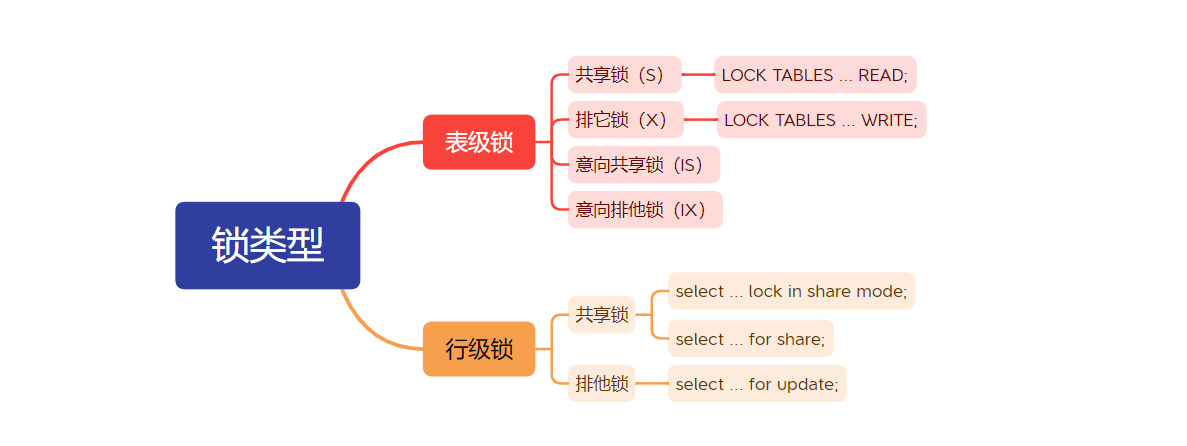 锁类型
表级锁
共享锁（S）
LOCK TABLES ... READ;
排它锁（X）
LOCK TABLES ... WRITE;
意向共享锁（IS）
意向排他锁（IX）
行级锁
共享锁
select ... lock in share mode;
select ... for share;
排他锁
select ... for update;